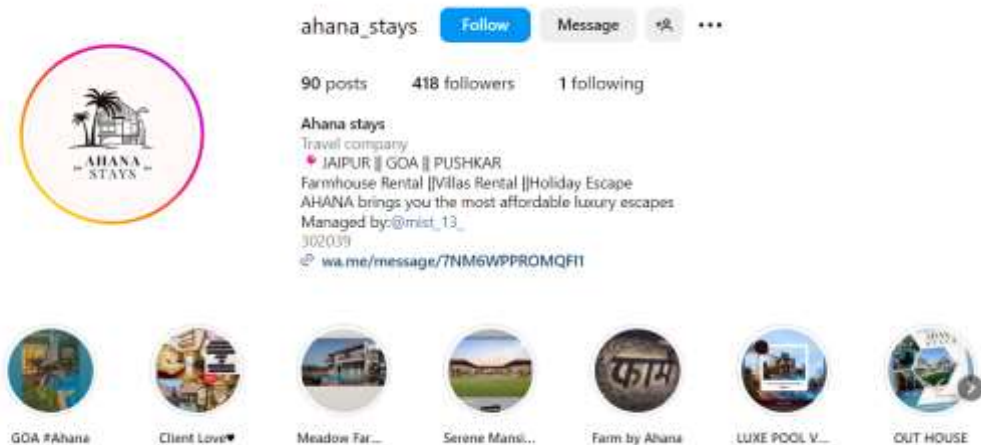 ahana_stays Follow Message
90 posts 418 followers 1 following
Ahana stays
Travel company
JAIPUR || GOA || PUSHKAR
Farmhouse Rental ||Villas Rental ||Holiday Escape
AHANA brings you the most affordable luxury escapes
Managed by:@mist_13_
302039
wa.me/message/7NM6WPPROMQFI1
AHANA
STAYS
GOA #Ahana
Client Love♥
Meadow Far...
Serene Mansi...
फार्म
Farm by Ahana
LUXE POOL V...
OUT HOUSE